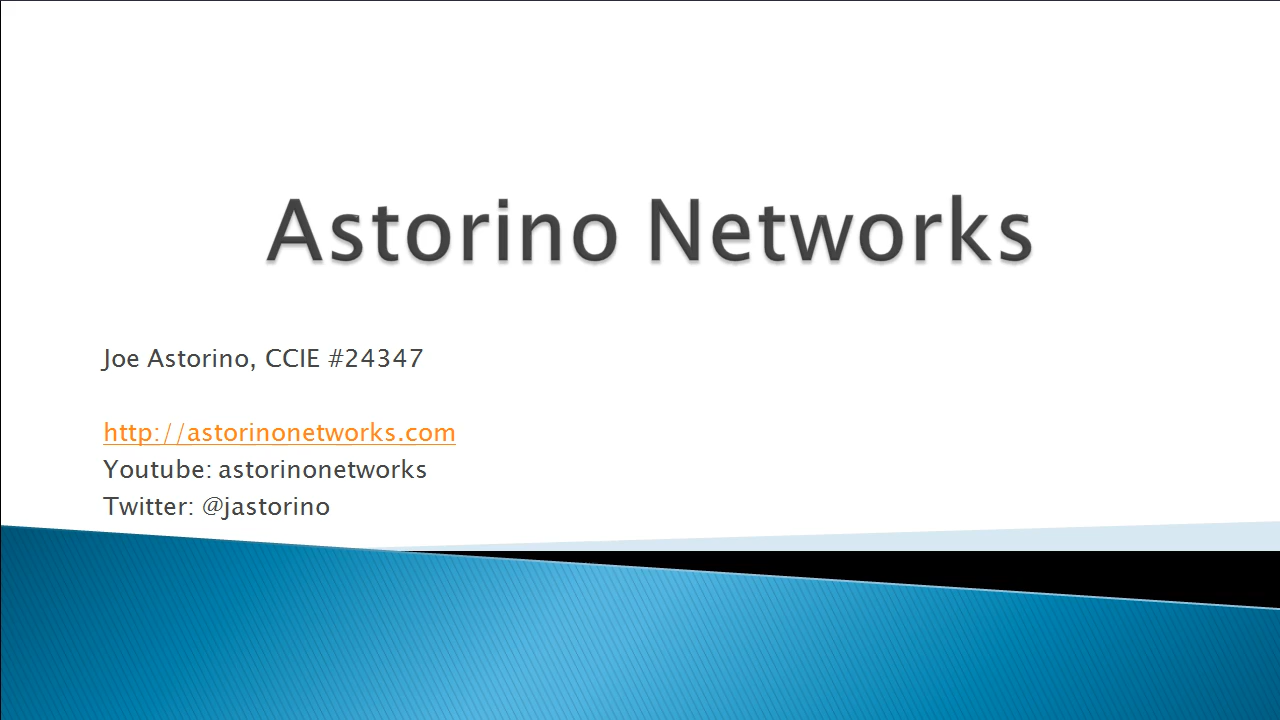 Astorino Networks
Joe Astorino, CCIE #24347
http://astorinonetworks.com
Youtube: astorinonetworks
Twitter: @jastorino